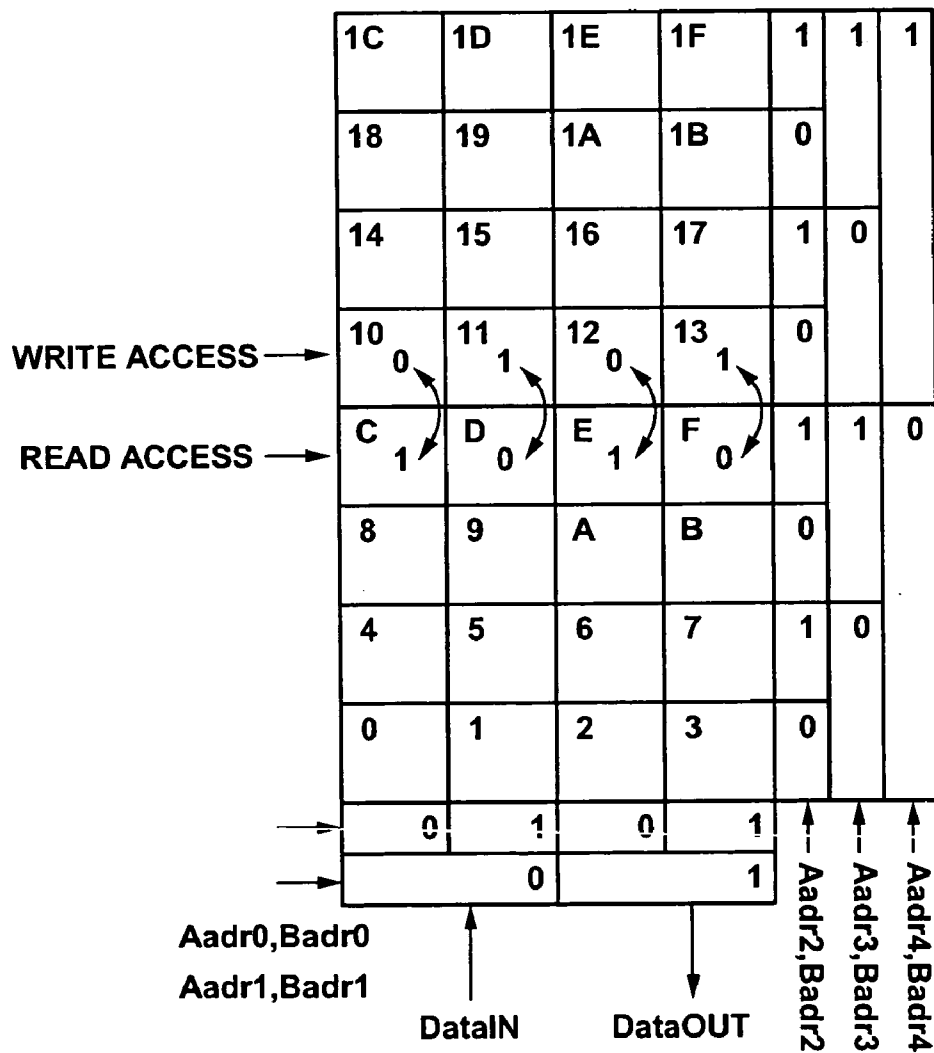 1C 1D 1E 1F 1 1 1
18 19 1A 1B 0
14 15 16 17 1 0
10 0 11 1 12 0 13 1 0
WRITE ACCESS
C 1 D 0 E 1 F 0 1 1 0
READ ACCESS
8 9 A B 0
4 5 6 7 1 0
0 1 2 3 0
0 1 0 1
0 1
Aadr0,Badr0
Aadr1,Badr1
DataIN
DataOUT
Aadr2,Badr2
Aadr3,Badr3
Aadr4,Badr4